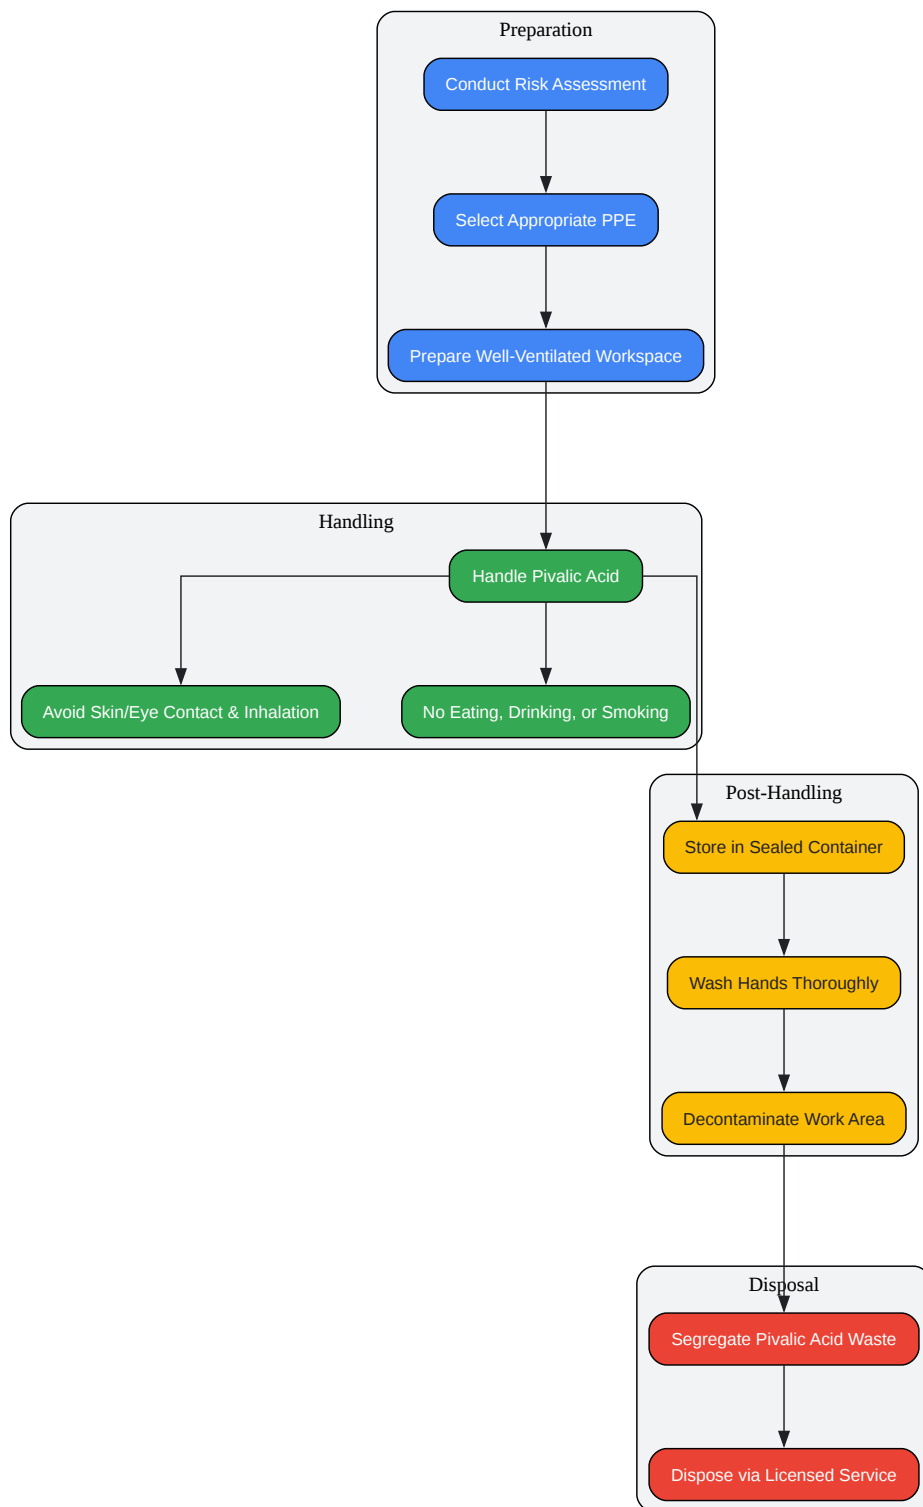 Preparation
Conduct Risk Assessment
Select Appropriate PPE
Prepare Well-Ventilated Workspace
Handling
Handle Pivalic Acid
Avoid Skin/Eye Contact & Inhalation
No Eating, Drinking, or Smoking
Post-Handling
Store in Sealed Container
Wash Hands Thoroughly
Decontaminate Work Area
Disposal
Segregate Pivalic Acid Waste
Dispose via Licensed Service